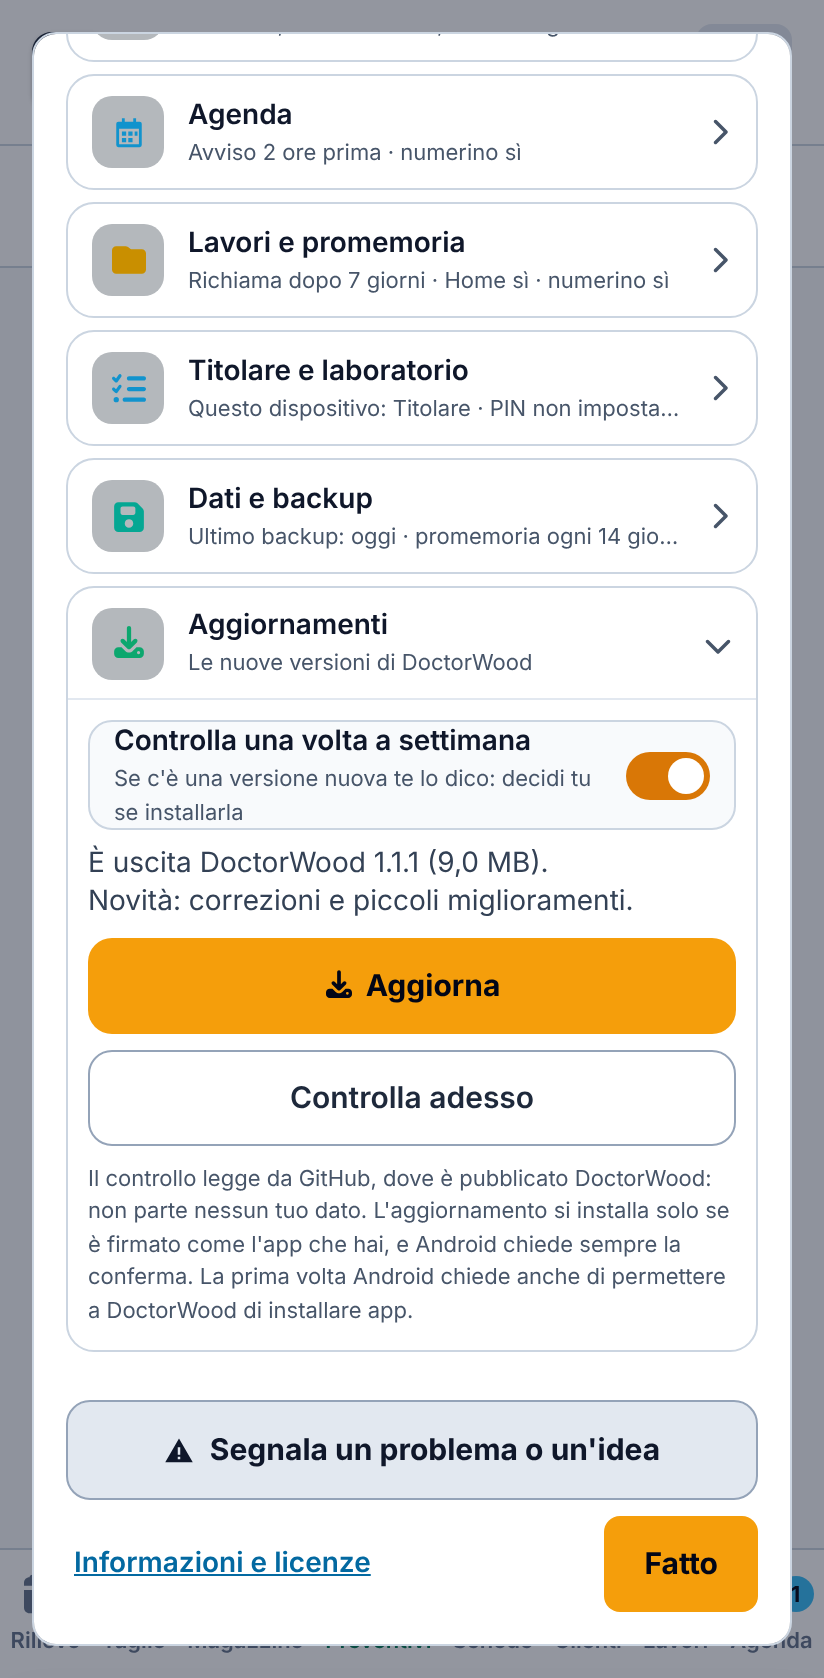 Agenda
Avviso 2 ore prima · numerino sì
Lavori e promemoria
Richiama dopo 7 giorni · Home sì · numerino sì
Titolare e laboratorio
Questo dispositivo: Titolare · PIN non imposta...
Dati e backup
Ultimo backup: oggi · promemoria ogni 14 gio...
Aggiornamenti
Le nuove versioni di DoctorWood
Controlla una volta a settimana
Se c'è una versione nuova te lo dico: decidi tu
se installarla
È uscita DoctorWood 1.1.1 (9,0 MB).
Novità: correzioni e piccoli miglioramenti.
Aggiorna
Controlla adesso
Il controllo legge da GitHub, dove è pubblicato DoctorWood:
non parte nessun tuo dato. L'aggiornamento si installa solo se
è firmato come l'app che hai, e Android chiede sempre la
conferma. La prima volta Android chiede anche di permettere
a DoctorWood di installare app.
Segnala un problema o un'idea
Informazioni e licenze
Fatto
1